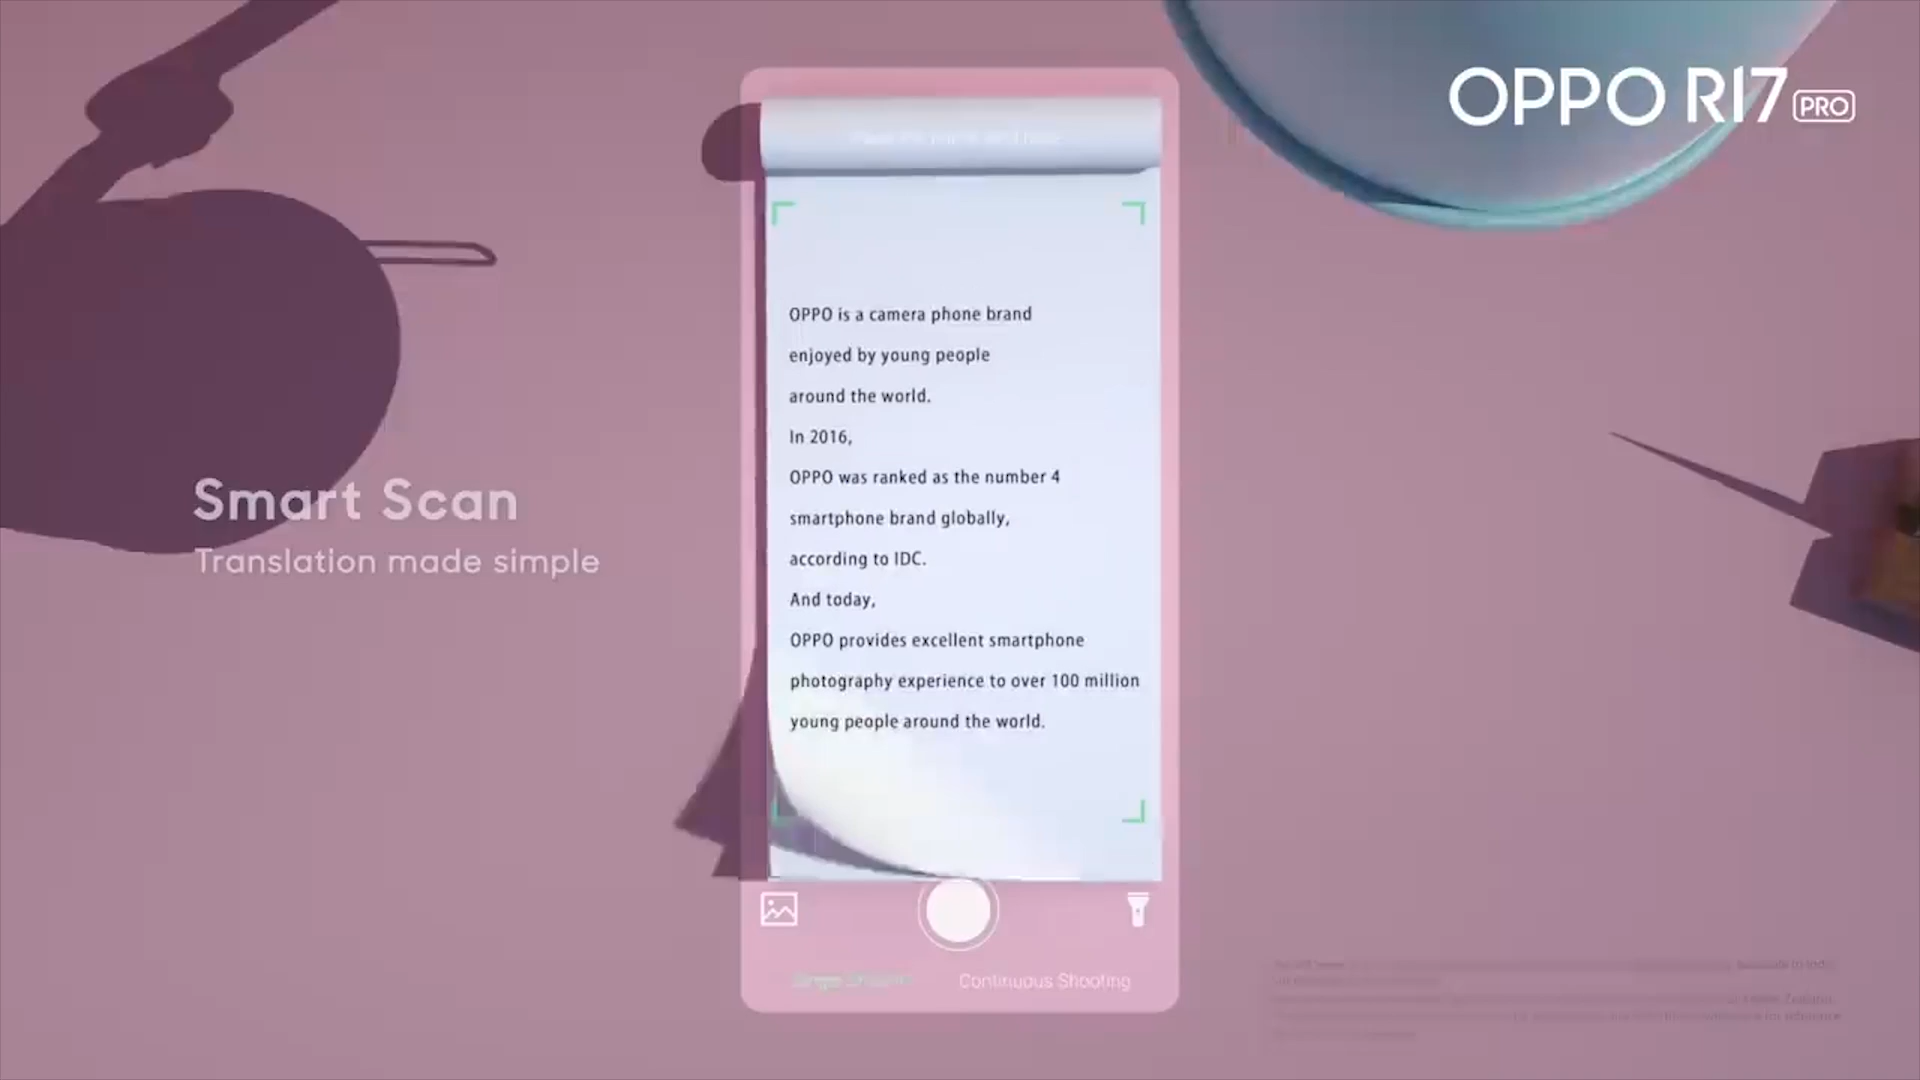 OPPO R17 PRO
OPPO is a camera phone brand
enjoyed by young people
around the world.
In 2016,
OPPO was ranked as the number 4
smartphone brand globally,
according to IDC.
And today,
OPPO provides excellent smartphone
photography experience to over 100 million
young people around the world.
Smart Scan
Translation made simple
Continuous Shooting